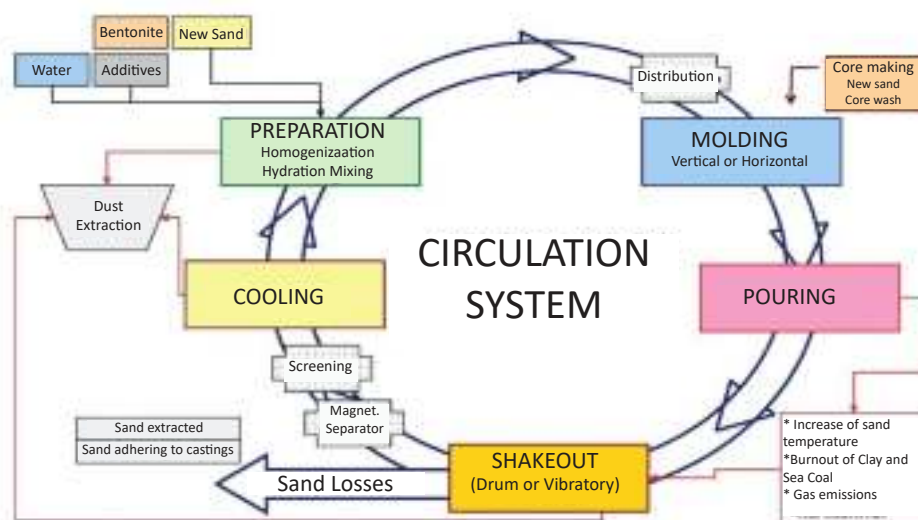 Bentonite
New Sand
Water
Additives
Distribution
Core making
New sand
Core wash
PREPARATION
Homogenizaation
Hydration Mixing
MOLDING
Vertical or Horizontal
Dust
Extraction
CIRCULATION
SYSTEM
COOLING
POURING
Screening
Magnet.
Separator
Sand extracted
Sand adhering to castings
SHAKEOUT
(Drum or Vibratory)
Sand Losses
* Increase of sand
temperature
*Burnout of Clay and
Sea Coal
* Gas emissions